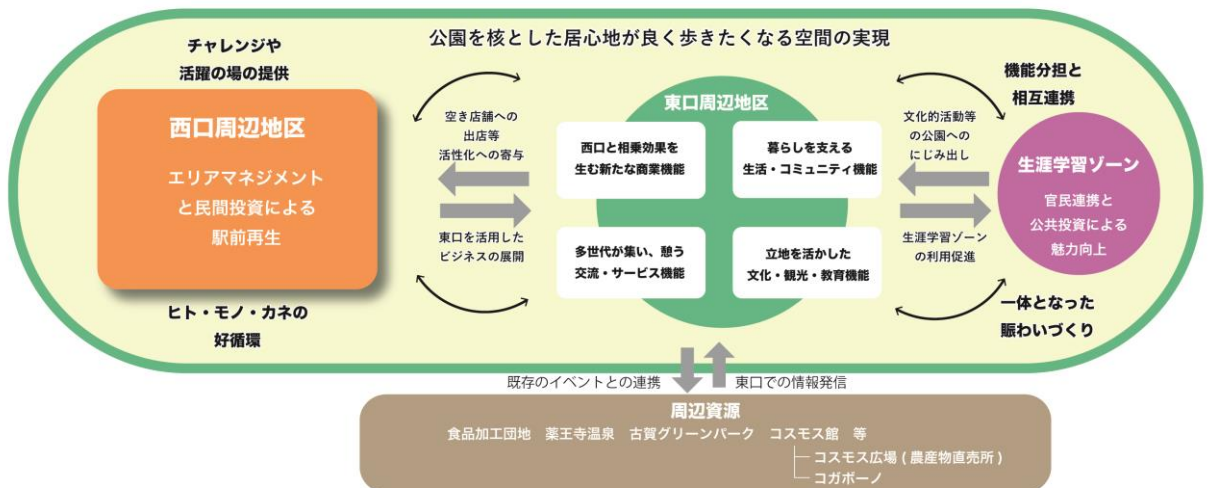 公園を核とした居心地が良く歩きたくなる空間の実現
チャレンジや
活躍の場の提供
西口周辺地区
エリアマネジメント
と民間投資による
駅前再生
ヒト・モノ・カネの
好循環
空き店舗への
出店等
活性化への寄与
東口を活用した
ビジネスの展開
東口周辺地区
西口と相乗効果を
生む新たな商業機能
暮らしを支える
生活・コミュニティ機能
多世代が集い、憩う
交流・サービス機能
立地を活かした
文化・観光・教育機能
文化的活動等
の公園への
にじみ出し
生涯学習ゾーン
の利用促進
機能分担と
相互連携
生涯学習ゾーン
官民連携と
公共投資による
魅力向上
一体となった
賑わいづくり
既存のイベントとの連携
東口での情報発信
周辺資源
食品加工団地 薬王寺温泉 古賀グリーンパーク コスモス館 等
コスモス広場 ( 農産物直売所 )
コガボーノ